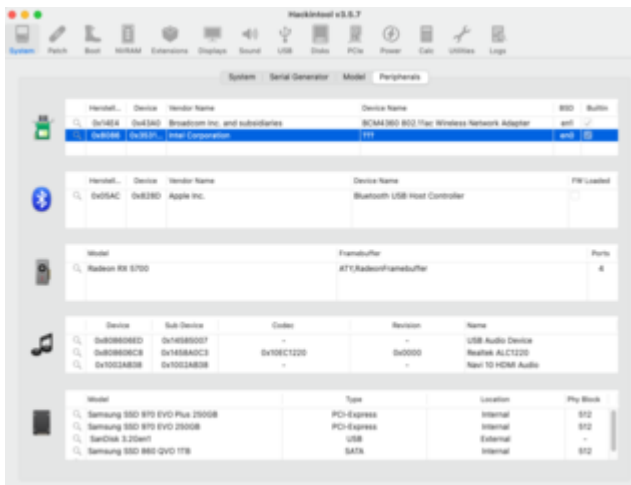 Hackintool v3.5.7
System Patch Boot NVRAM Extensions Displays Sound USB Disks PCIe Power Calc Utilities Logs
System Serial Generator Model Peripherals
Herstell... Device Vendor Name Device Name BSD Builtin
0x14E4 0x43A0 Broadcom Inc. and subsidiaries BCM4360 802.11ac Wireless Network Adapter en1
0x8086 Intel Corporation ??? en0
Herstell... Device Vendor Name Device Name FW Loaded
0x05AC 0x828D Apple Inc. Bluetooth USB Host Controller
Model Framebuffer Ports
Radeon RX 5700 ATY,RadeonFramebuffer 4
Device Sub Device Codec Revision Name
0x808606ED 0x14585007 - - USB Audio Device
0x808606C8 0x1458A0C3 0x10EC1220 0x0000 Realtek ALC1220
0x1002AB38 0x1002AB38 - - Navi 10 HDMI Audio
Model Type Location Phy Block
Samsung SSD 970 EVO Plus 250GB PCI-Express Internal 512
Samsung SSD 970 EVO 250GB PCI-Express Internal 512
SanDisk 3.2Gen1 USB External -
Samsung SSD 860 QVO 1TB SATA Internal 512